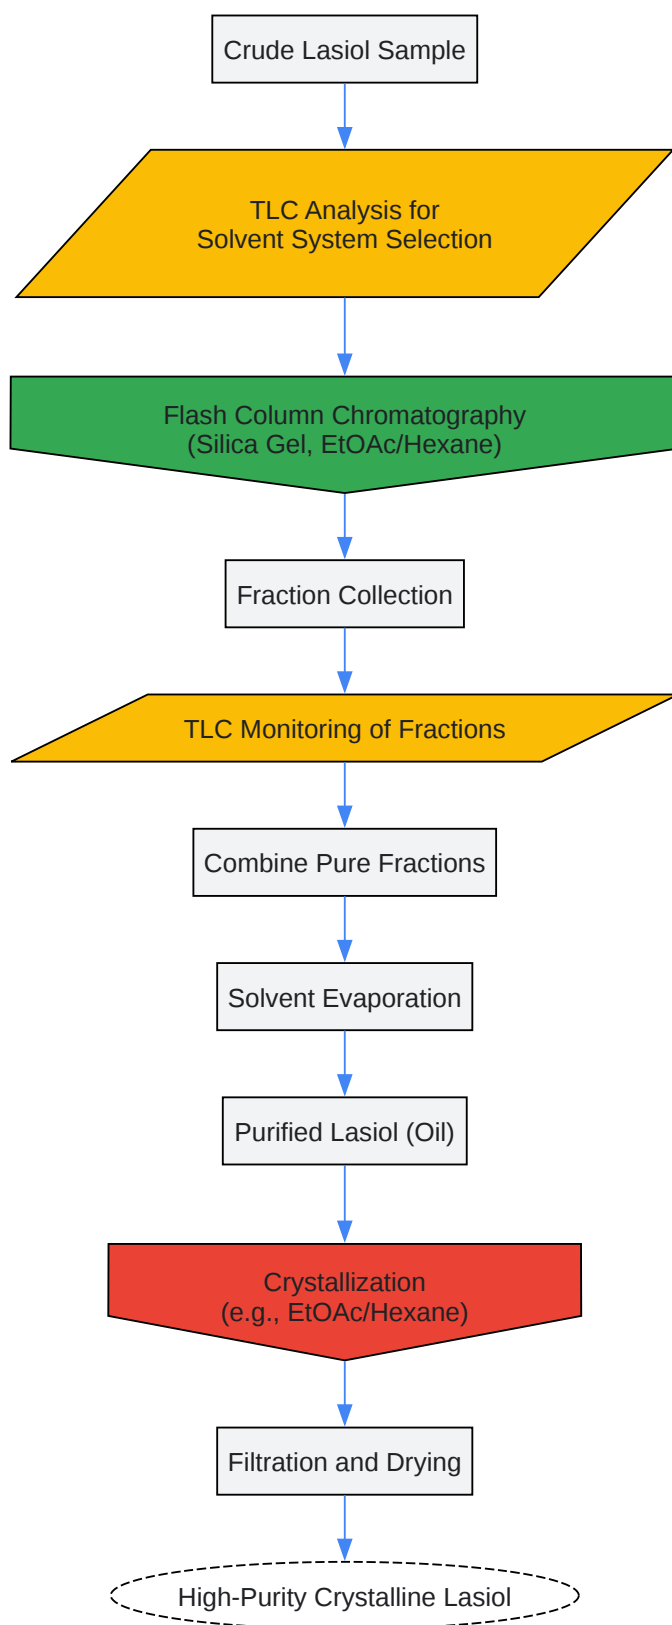 Crude Lasiol Sample
TLC Analysis for
Solvent System Selection
Flash Column Chromatography
(Silica Gel, EtOAc/Hexane)
Fraction Collection
TLC Monitoring of Fractions
Combine Pure Fractions
Solvent Evaporation
Purified Lasiol (Oil)
Crystallization
(e.g., EtOAc/Hexane)
Filtration and Drying
High-Purity Crystalline Lasiol